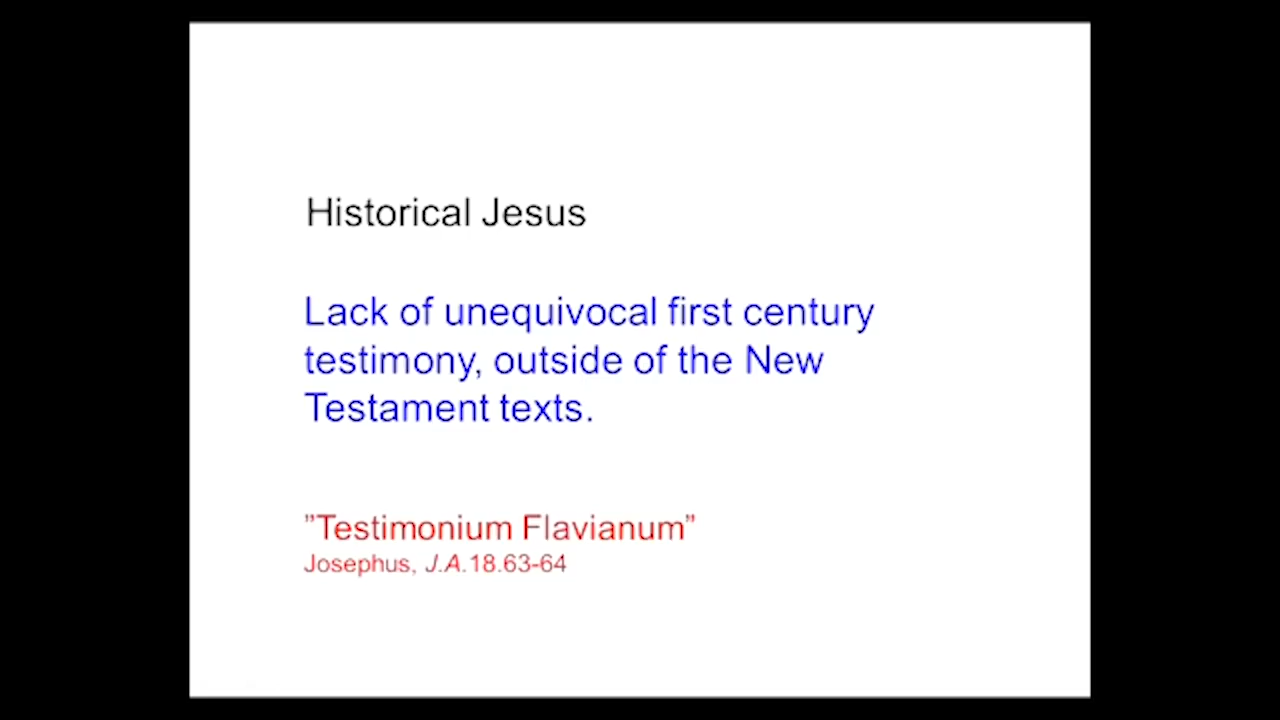 Historical Jesus
Lack of unequivocal first century
testimony, outside of the New
Testament texts.
”Testimonium Flavianum”
Josephus, J.A.18.63-64